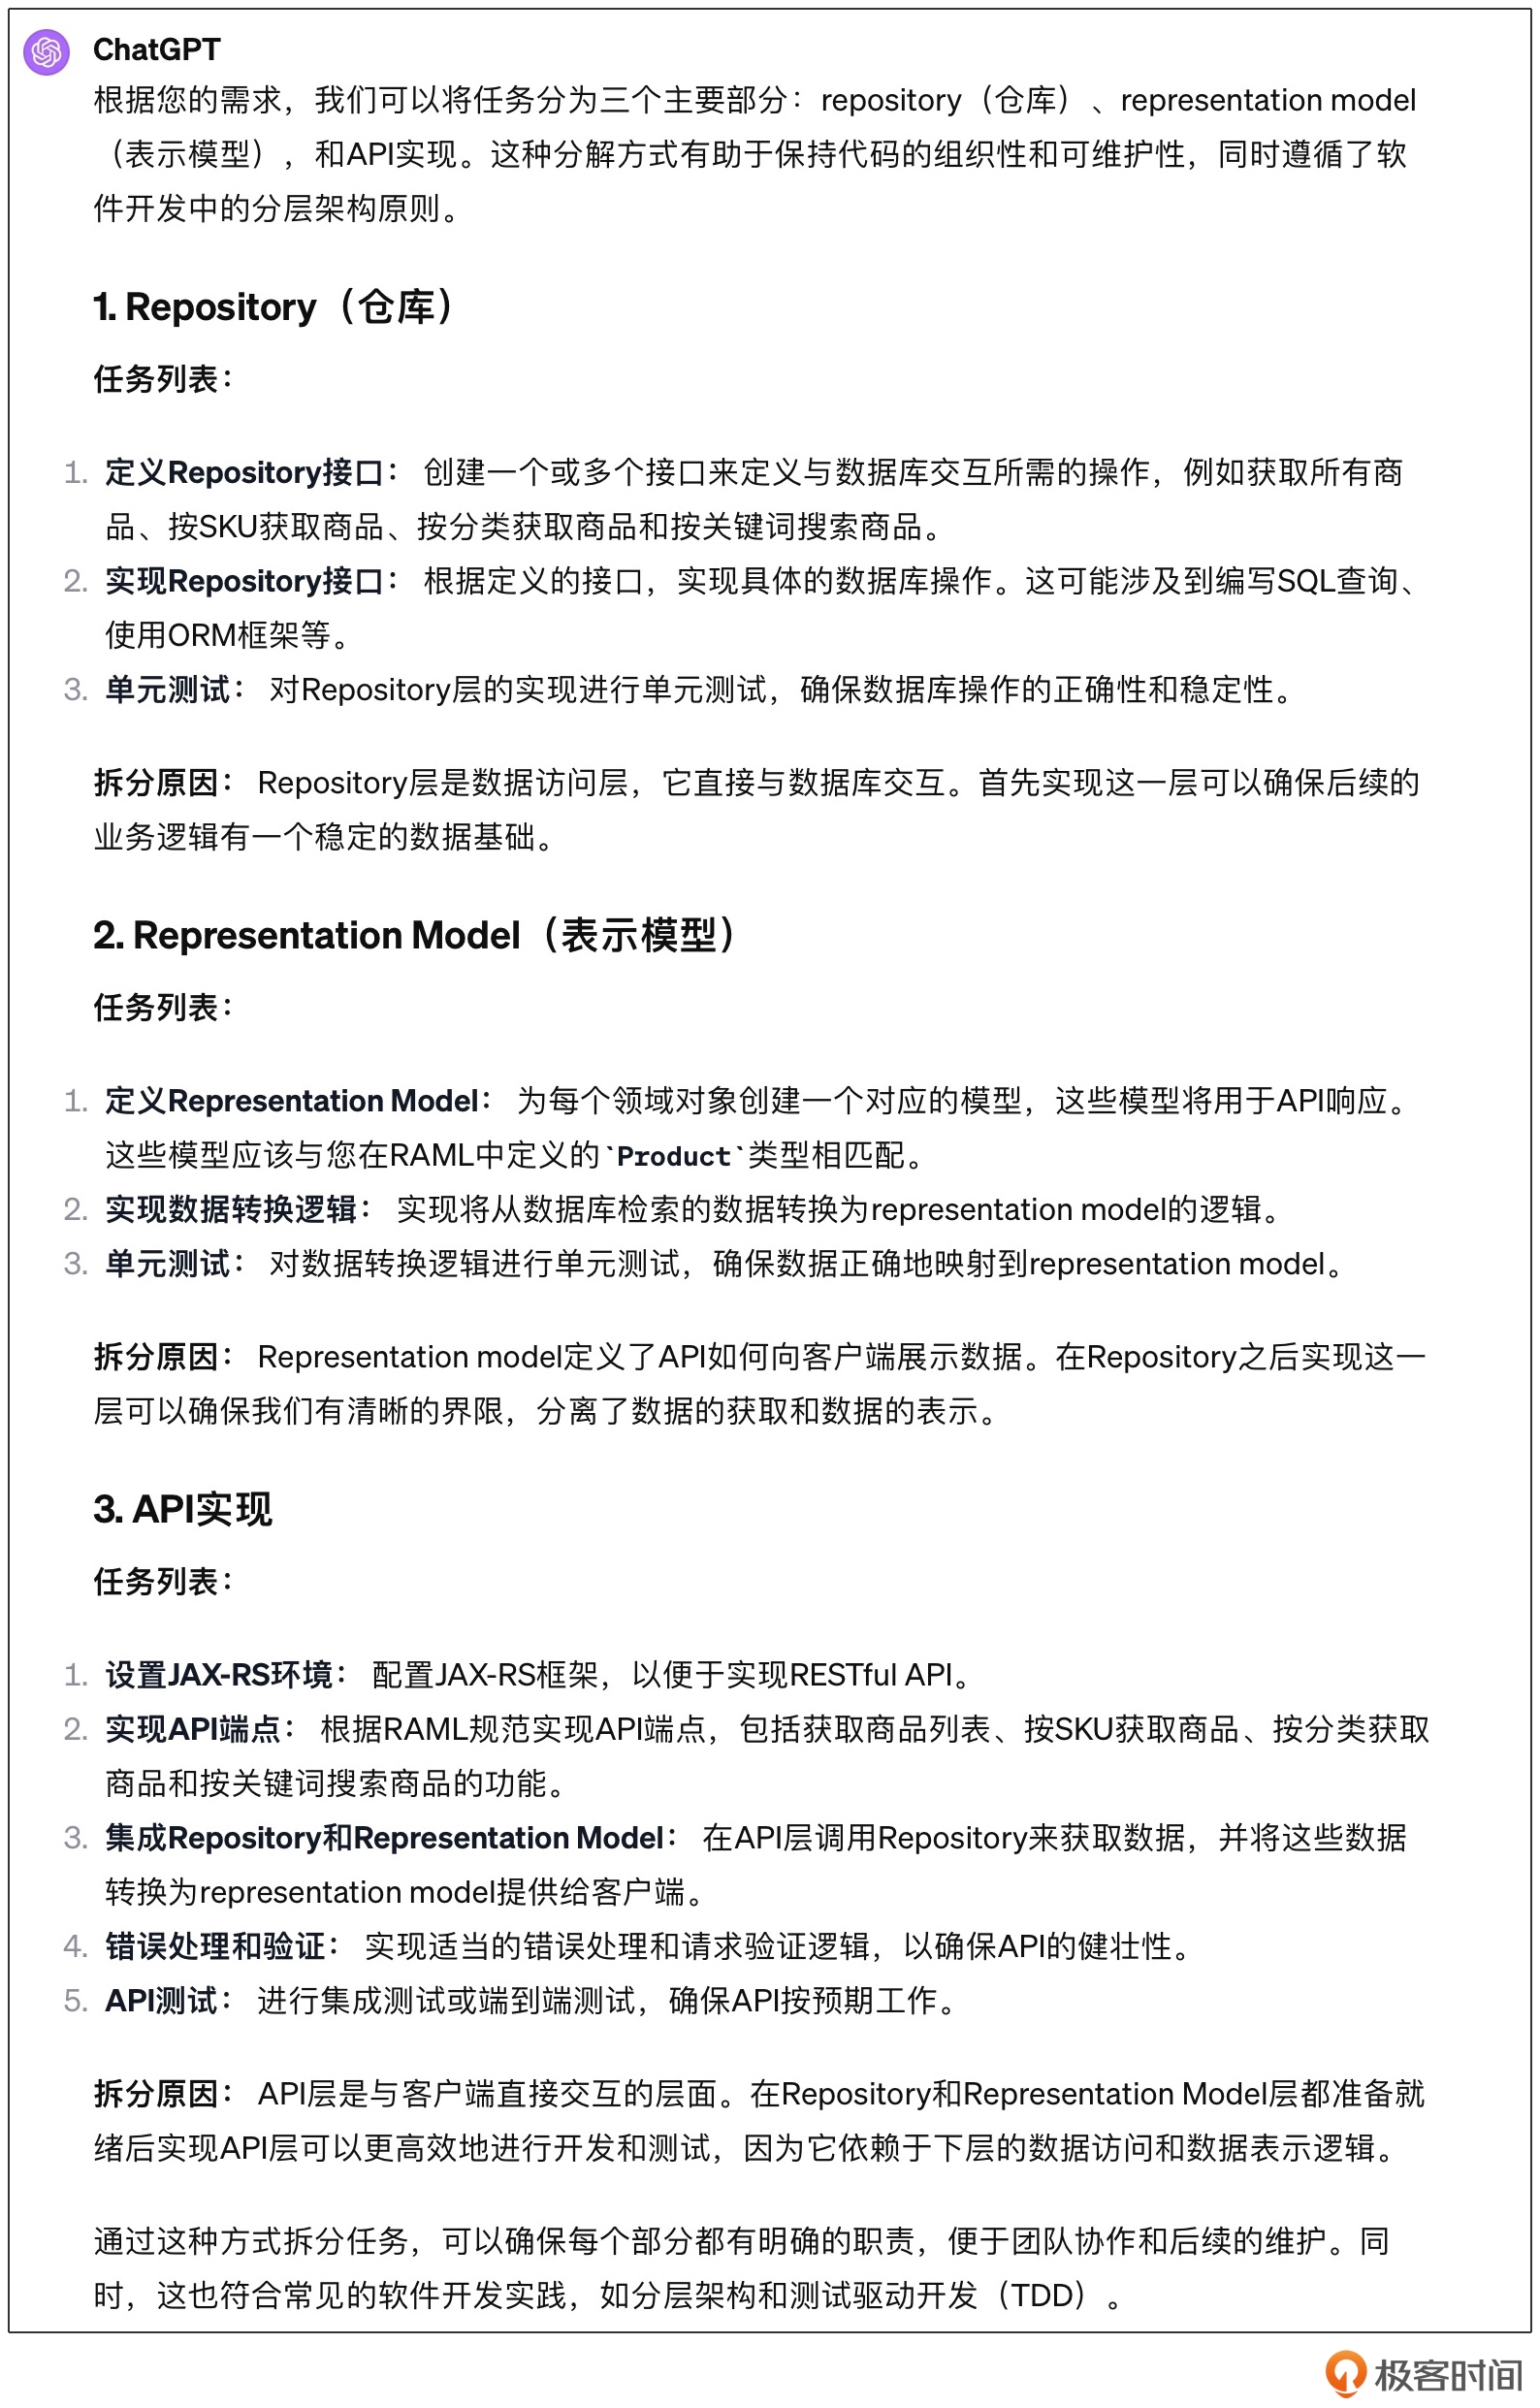 ChatGPT
根据您的需求，我们可以将任务分为三个主要部分：repository（仓库）、representation model
（表示模型），和API实现。这种分解方式有助于保持代码的组织性和可维护性，同时遵循了软
件开发中的分层架构原则。
1. Repository（仓库）
任务列表：
1. 定义Repository接口： 创建一个或多个接口来定义与数据库交互所需的操作，例如获取所有商
品、按SKU获取商品、按分类获取商品和按关键词搜索商品。
2. 实现Repository接口： 根据定义的接口，实现具体的数据库操作。这可能涉及到编写SQL查询、
使用ORM框架等。
3. 单元测试： 对Repository层的实现进行单元测试，确保数据库操作的正确性和稳定性。
拆分原因： Repository层是数据访问层，它直接与数据库交互。首先实现这一层可以确保后续的
业务逻辑有一个稳定的数据基础。
2. Representation Model（表示模型）
任务列表：
1. 定义Representation Model： 为每个领域对象创建一个对应的模型，这些模型将用于API响应。
这些模型应该与您在RAML中定义的`Product`类型相匹配。
2. 实现数据转换逻辑： 实现将从数据库检索的数据转换为representation model的逻辑。
3. 单元测试： 对数据转换逻辑进行单元测试，确保数据正确地映射到representation model。
拆分原因： Representation model定义了API如何向客户端展示数据。在Repository之后实现这一
层可以确保我们有清晰的界限，分离了数据的获取和数据的表示。
3. API实现
任务列表：
1. 设置JAX-RS环境： 配置JAX-RS框架，以便于实现RESTful API。
2. 实现API端点： 根据RAML规范实现API端点，包括获取商品列表、按SKU获取商品、按分类获取
商品和按关键词搜索商品的功能。
3. 集成Repository和Representation Model： 在API层调用Repository来获取数据，并将这些数据
转换为representation model提供给客户端。
4. 错误处理和验证： 实现适当的错误处理和请求验证逻辑，以确保API的健壮性。
5. API测试： 进行集成测试或端到端测试，确保API按预期工作。
拆分原因： API层是与客户端直接交互的层面。在Repository和Representation Model层都准备就
绪后实现API层可以更高效地进行开发和测试，因为它依赖于下层的数据访问和数据表示逻辑。
通过这种方式拆分任务，可以确保每个部分都有明确的职责，便于团队协作和后续的维护。同
时，这也符合常见的软件开发实践，如分层架构和测试驱动开发（TDD）。
极客时间